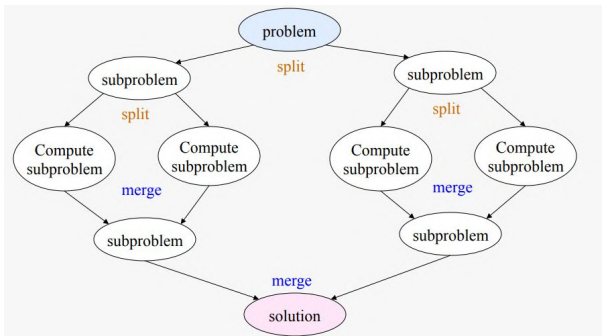 problem
split
subproblem
subproblem
split
split
Compute
subproblem
Compute
subproblem
Compute
subproblem
Compute
subproblem
merge
merge
subproblem
subproblem
merge
solution